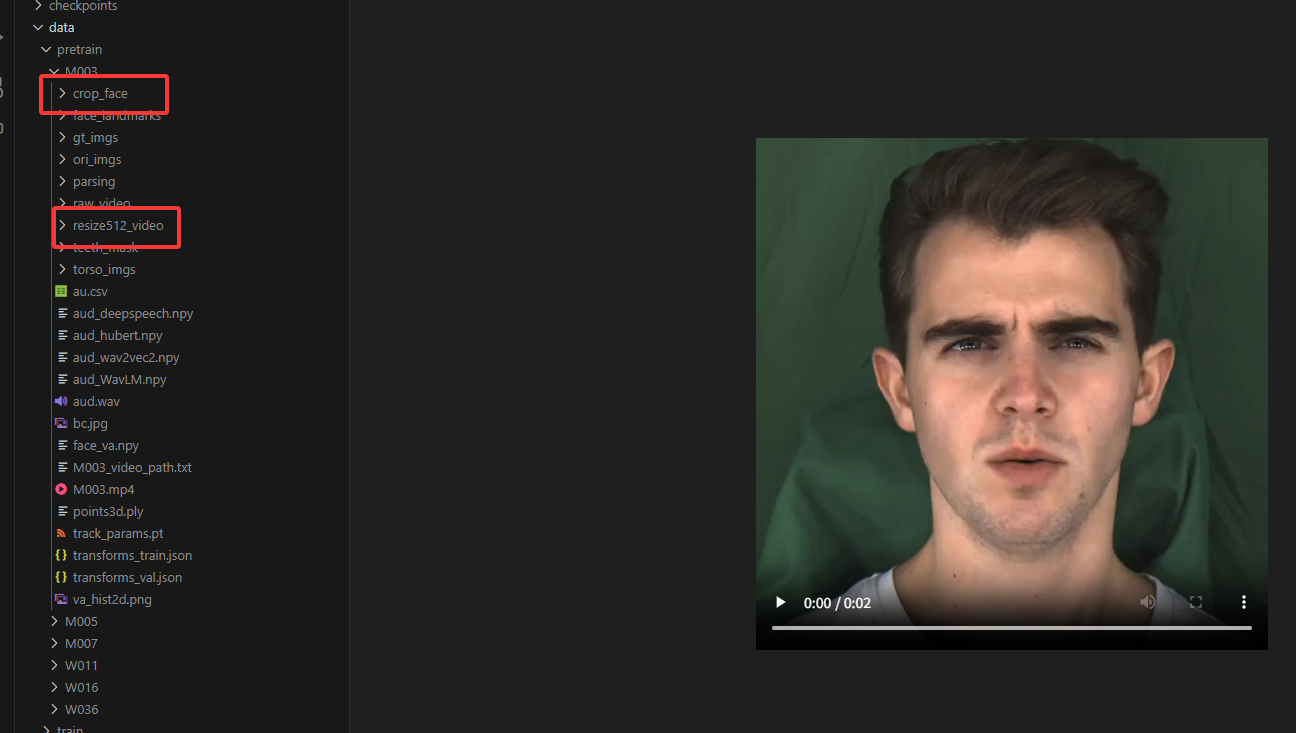 checkpoints
data
pretrain
M003
crop_face
face_landmarks
gt_imgs
ori_imgs
parsing
raw_video
resize512_video
teeth_mask
torso_imgs
au.csv
aud_deepspeech.npy
aud_hubert.npy
aud_wav2vec2.npy
aud_WavLM.npy
aud.wav
bc.jpg
face_va.npy
M003_video_path.txt
M003.mp4
points3d.ply
track_params.pt
transforms_train.json
transforms_val.json
va_hist2d.png
0:00 / 0:02
M005
M007
W011
W016
W036
train